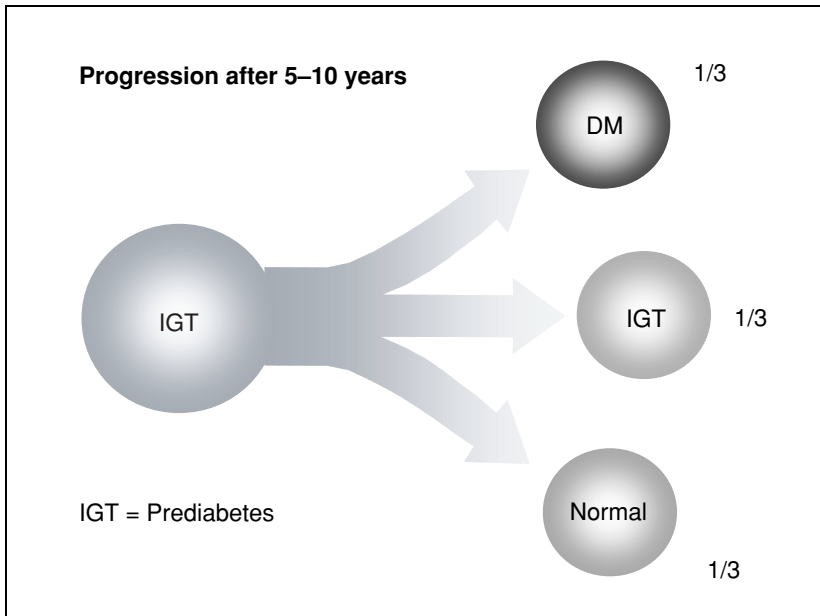 Progression after 5–10 years
1/3
DM
IGT
IGT
1/3
Normal
IGT = Prediabetes
1/3